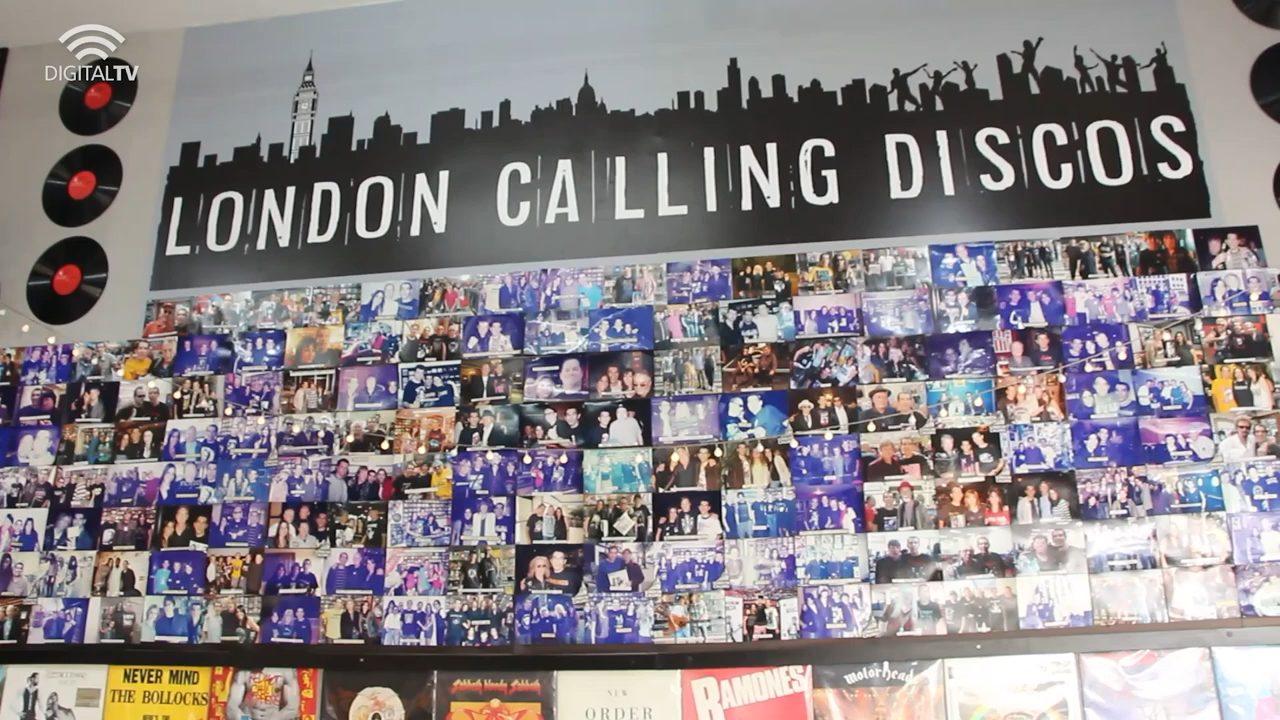 DIGITALTV
LONDON CALLING DISCOS
NEVER MIND
THE BOLLOCKS
NEW
ORDER
RAMONES
Motörhead